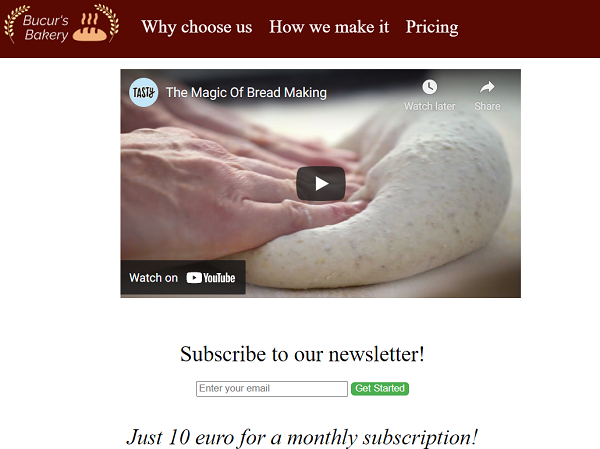 Bucur's
Bakery
Why choose us How we make it Pricing
TASTY The Magic Of Bread Making
Watch later Share
Watch on YouTube
Subscribe to our newsletter!
Enter your email Get Started
Just 10 euro for a monthly subscription!